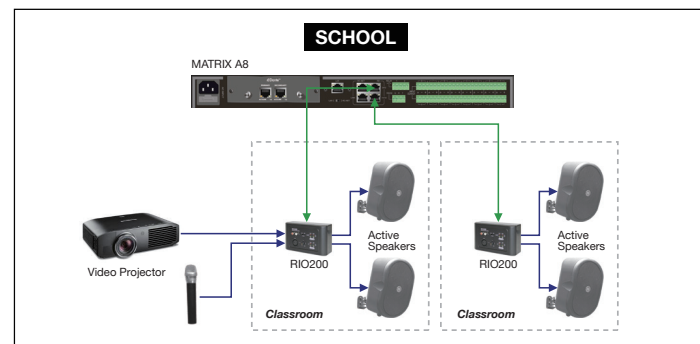 SCHOOL
MATRIX A8
Video Projector
RIO200
Active
Speakers
Classroom
RIO200
Active
Speakers
Classroom